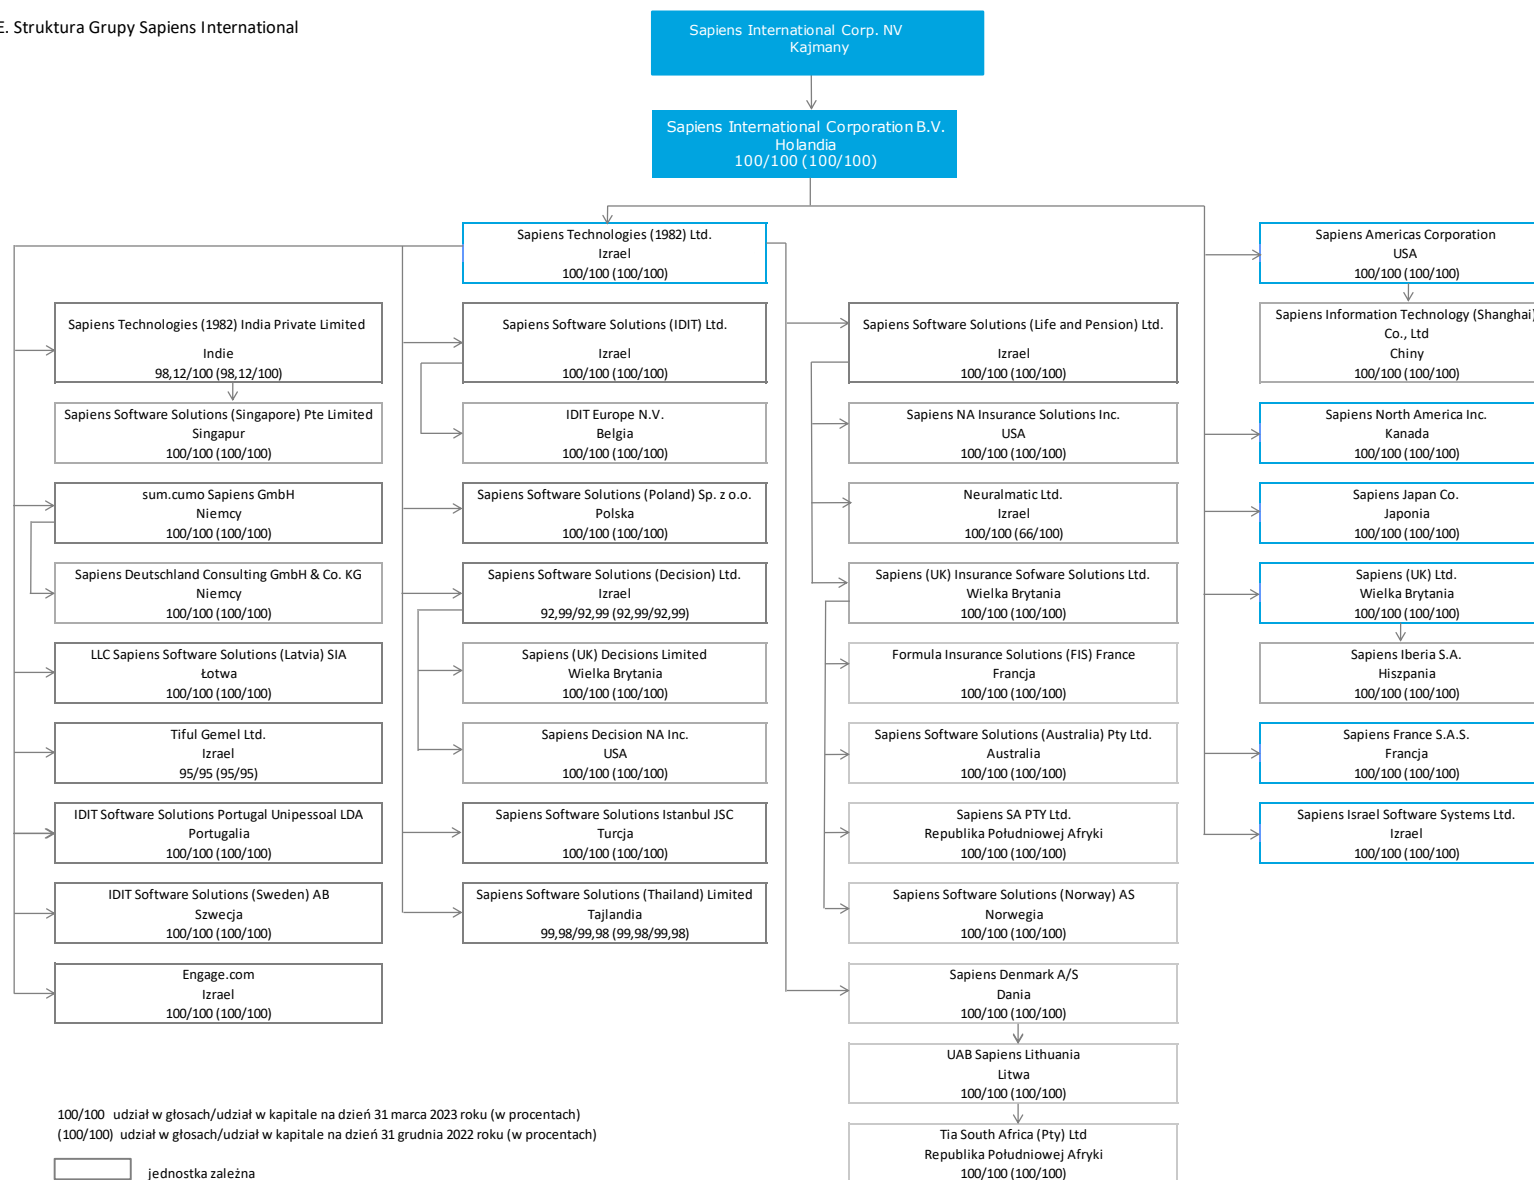 E. Struktura Grupy Sapiens International
Sapiens International Corp. NV
Kajmany
Sapiens International Corporation B.V.
Holandia
100/100 (100/100)
Sapiens Technologies (1982) Ltd.
Izrael
100/100 (100/100)
Sapiens Americas Corporation
USA
100/100 (100/100)
Sapiens Technologies (1982) India Private Limited
Indie
98,12/100 (98,12/100)
Sapiens Software Solutions (IDIT) Ltd.
Izrael
100/100 (100/100)
Sapiens Software Solutions (Life and Pension) Ltd.
Izrael
100/100 (100/100)
Sapiens Information Technology (Shanghai)
Co., Ltd
Chiny
100/100 (100/100)
Sapiens Software Solutions (Singapore) Pte Limited
Singapur
100/100 (100/100)
IDIT Europe N.V.
Belgia
100/100 (100/100)
Sapiens NA Insurance Solutions Inc.
USA
100/100 (100/100)
Sapiens North America Inc.
Kanada
100/100 (100/100)
sum.cumo Sapiens GmbH
Niemcy
100/100 (100/100)
Sapiens Software Solutions (Poland) Sp. z o.o.
Polska
100/100 (100/100)
Neuralmatic Ltd.
Izrael
100/100 (66/100)
Sapiens Japan Co.
Japonia
100/100 (100/100)
Sapiens Deutschland Consulting GmbH & Co. KG
Niemcy
100/100 (100/100)
Sapiens Software Solutions (Decision) Ltd.
Izrael
92,99/92,99 (92,99/92,99)
Sapiens (UK) Insurance Sofware Solutions Ltd.
Wielka Brytania
100/100 (100/100)
Sapiens (UK) Ltd.
Wielka Brytania
100/100 (100/100)
LLC Sapiens Software Solutions (Latvia) SIA
Łotwa
100/100 (100/100)
Sapiens (UK) Decisions Limited
Wielka Brytania
100/100 (100/100)
Formula Insurance Solutions (FIS) France
Francja
100/100 (100/100)
Sapiens Iberia S.A.
Hiszpania
100/100 (100/100)
Tiful Gemel Ltd.
Izrael
95/95 (95/95)
Sapiens Decision NA Inc.
USA
100/100 (100/100)
Sapiens Software Solutions (Australia) Pty Ltd.
Australia
100/100 (100/100)
Sapiens France S.A.S.
Francja
100/100 (100/100)
IDIT Software Solutions Portugal Unipessoal LDA
Portugalia
100/100 (100/100)
Sapiens Software Solutions Istanbul JSC
Turcja
100/100 (100/100)
Sapiens SA PTY Ltd.
Republika Południowej Afryki
100/100 (100/100)
Sapiens Israel Software Systems Ltd.
Izrael
100/100 (100/100)
IDIT Software Solutions (Sweden) AB
Szwecja
100/100 (100/100)
Sapiens Software Solutions (Thailand) Limited
Tajlandia
99,98/99,98 (99,98/99,98)
Sapiens Software Solutions (Norway) AS
Norwegia
100/100 (100/100)
Engage.com
Izrael
100/100 (100/100)
Sapiens Denmark A/S
Dania
100/100 (100/100)
UAB Sapiens Lithuania
Litwa
100/100 (100/100)
Tia South Africa (Pty) Ltd
Republika Południowej Afryki
100/100 (100/100)
100/100 udział w głosach/udział w kapitale na dzień 31 marca 2023 roku (w procentach)
(100/100) udział w głosach/udział w kapitale na dzień 31 grudnia 2022 roku (w procentach)
jednostka zależna